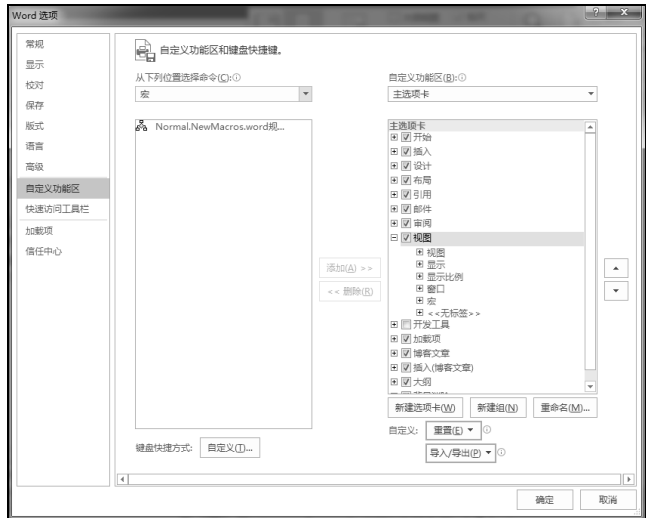 Word 选项
常规
显示
校对
保存
版式
语言
高级
自定义功能区
快速访问工具栏
加载项
信任中心
自定义功能区和键盘快捷键。
从下列位置选择命令(C):
宏
Normal.NewMacros.word规...
添加(A) >>
<< 删除(R)
键盘快捷方式: 自定义(T)...
自定义功能区(B):
主选项卡
主选项卡
开始
插入
设计
布局
引用
邮件
审阅
视图
视图
显示
显示比例
窗口
宏
<<无标签>>
开发工具
加载项
博客文章
插入(博客文章)
大纲
新建选项卡(W) 新建组(N) 重命名(M)...
自定义: 重置(E)
导入/导出(P)
确定 取消